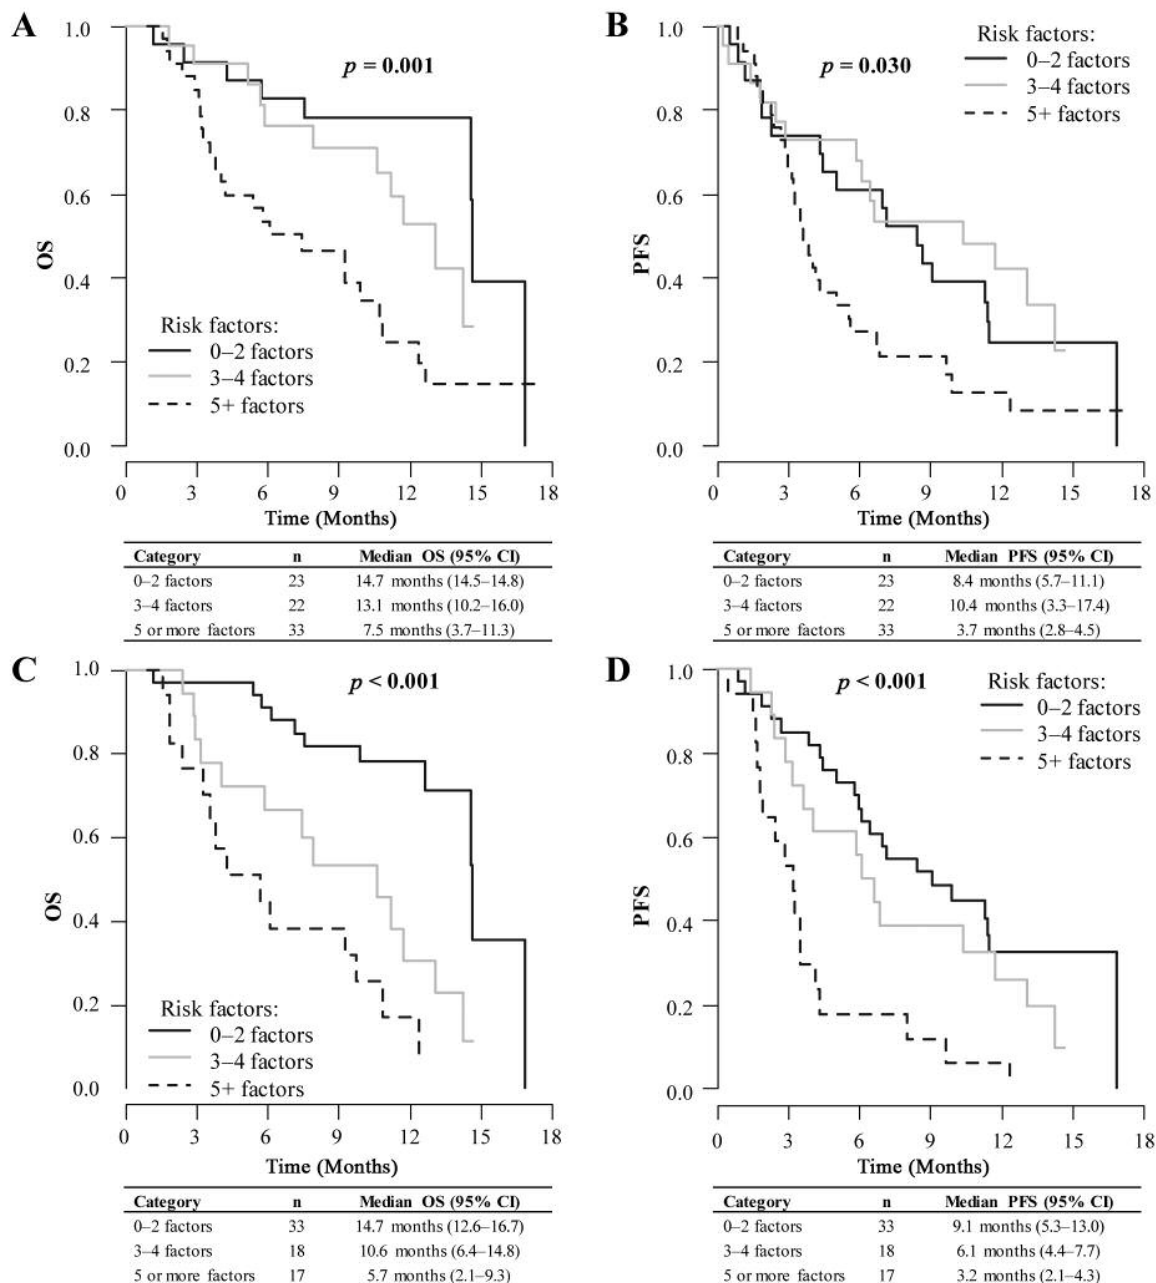 A
1.0
0.8
0.6
0.4
0.2
0.0
OS
p = 0.001
Risk factors:
0–2 factors
3–4 factors
5+ factors
0 3 6 9 12 15 18
Time (Months)
Category n Median OS (95% CI)
0–2 factors 23 14.7 months (14.5–14.8)
3–4 factors 22 13.1 months (10.2–16.0)
5 or more factors 33 7.5 months (3.7–11.3)
B
1.0
0.8
0.6
0.4
0.2
0.0
PFS
p = 0.030
Risk factors:
0–2 factors
3–4 factors
5+ factors
0 3 6 9 12 15 18
Time (Months)
Category n Median PFS (95% CI)
0–2 factors 23 8.4 months (5.7–11.1)
3–4 factors 22 10.4 months (3.3–17.4)
5 or more factors 33 3.7 months (2.8–4.5)
C
1.0
0.8
0.6
0.4
0.2
0.0
OS
p < 0.001
Risk factors:
0–2 factors
3–4 factors
5+ factors
0 3 6 9 12 15 18
Time (Months)
Category n Median OS (95% CI)
0–2 factors 33 14.7 months (12.6–16.7)
3–4 factors 18 10.6 months (6.4–14.8)
5 or more factors 17 5.7 months (2.1–9.3)
D
1.0
0.8
0.6
0.4
0.2
0.0
PFS
p < 0.001
Risk factors:
0–2 factors
3–4 factors
5+ factors
0 3 6 9 12 15 18
Time (Months)
Category n Median PFS (95% CI)
0–2 factors 33 9.1 months (5.3–13.0)
3–4 factors 18 6.1 months (4.4–7.7)
5 or more factors 17 3.2 months (2.1–4.3)